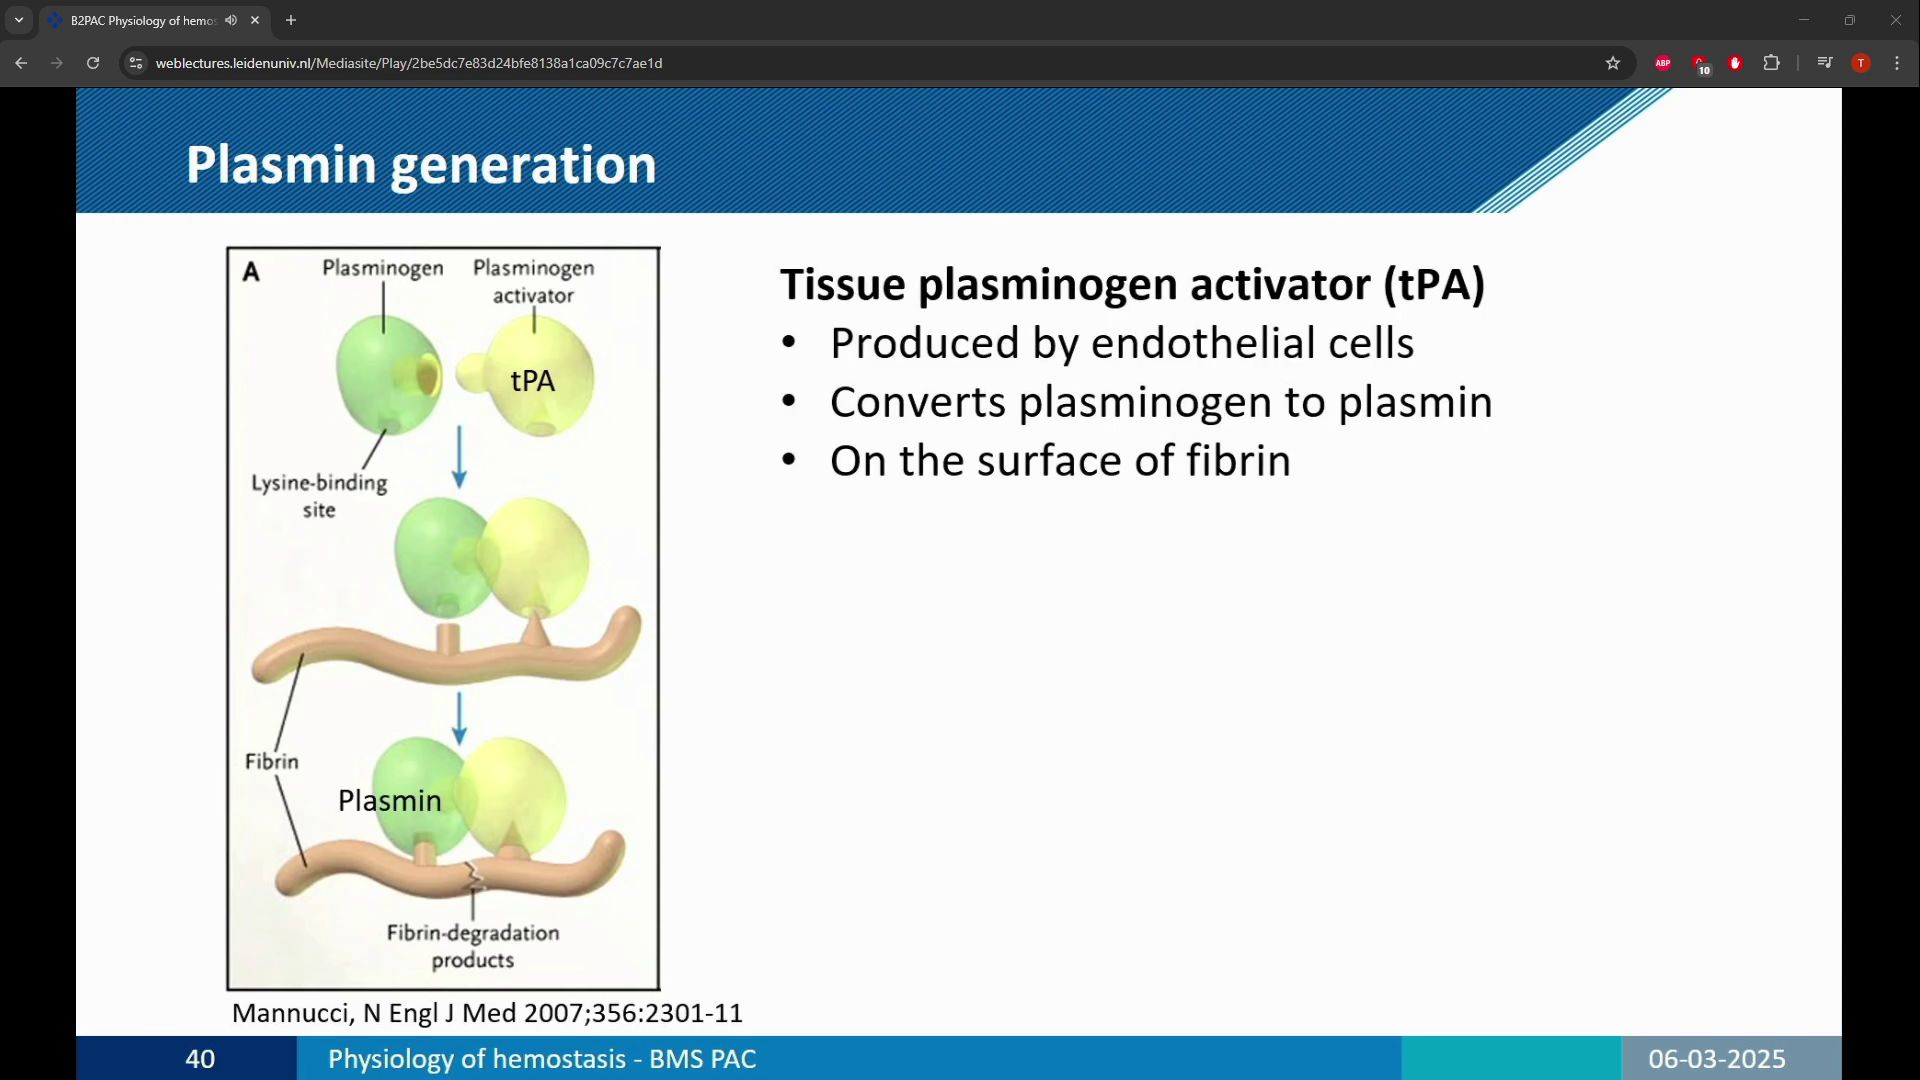 B2PAC Physiology of hemos
weblectures.leidenuniv.nl/Mediasite/Play/2be5dc7e83d24bfe8138a1ca09c7c7ae1d
ABP
10
T
Plasmin generation
A
Plasminogen
Plasminogen
activator
tPA
Lysine-binding
site
Fibrin
Plasmin
Fibrin-degradation
products
Mannucci, N Engl J Med 2007;356:2301-11
Tissue plasminogen activator (tPA)
• Produced by endothelial cells
• Converts plasminogen to plasmin
• On the surface of fibrin
40
Physiology of hemostasis - BMS PAC
06-03-2025